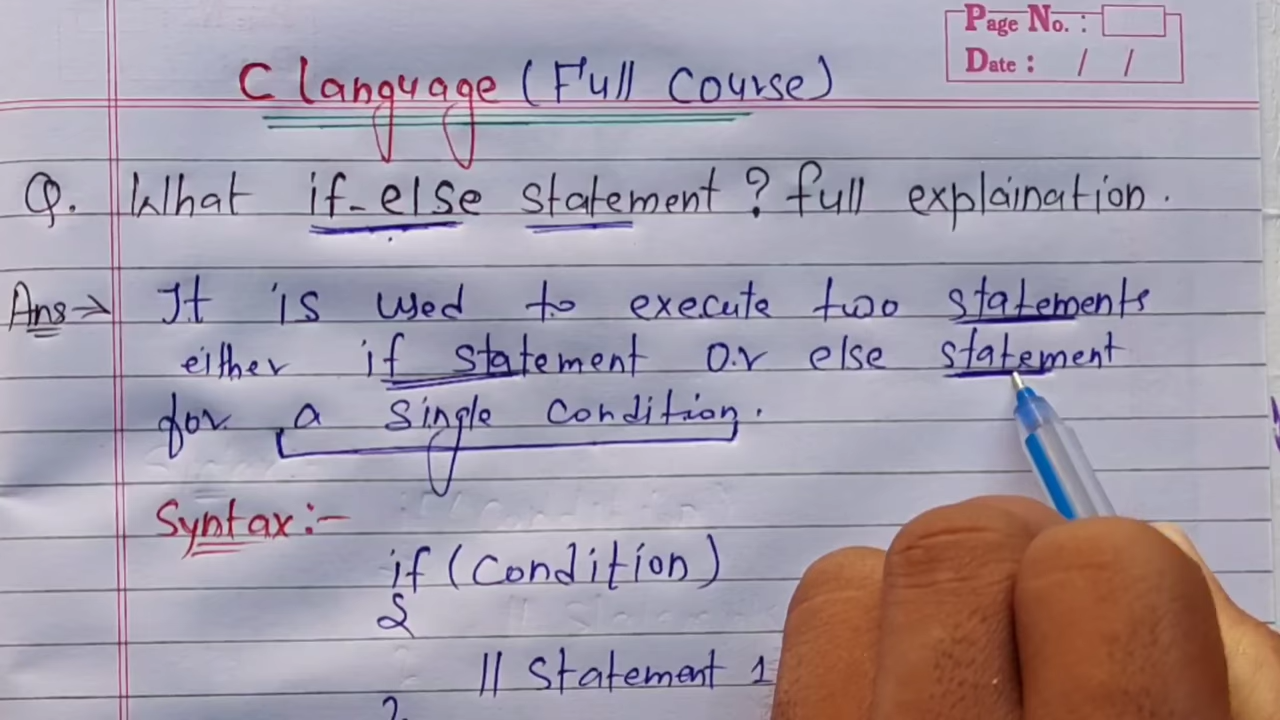 Page No. :
Date : / /
C language (Full Course)
Q. What if-else statement ? full explaination.
Ans→ It is used to execute two statements
either if statement or else statement
for a single condition.
Syntax :-
if (Condition)
{
// Statement 1
}